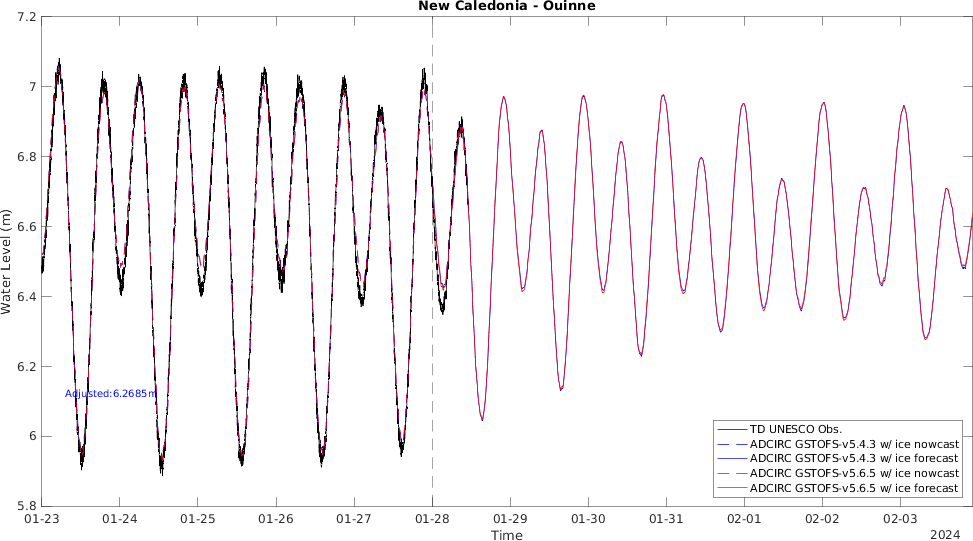 New Caledonia - Ouinne
7.2
7
6.8
6.6
6.4
6.2
6
5.8
Water Level (m)
Adjusted:6.2685m
TD UNESCO Obs.
ADCIRC GSTOFS-v5.4.3 w/ ice nowcast
ADCIRC GSTOFS-v5.4.3 w/ ice forecast
ADCIRC GSTOFS-v5.6.5 w/ ice nowcast
ADCIRC GSTOFS-v5.6.5 w/ ice forecast
01-23 01-24 01-25 01-26 01-27 01-28 01-29 01-30 01-31 02-01 02-02 02-03
Time
2024